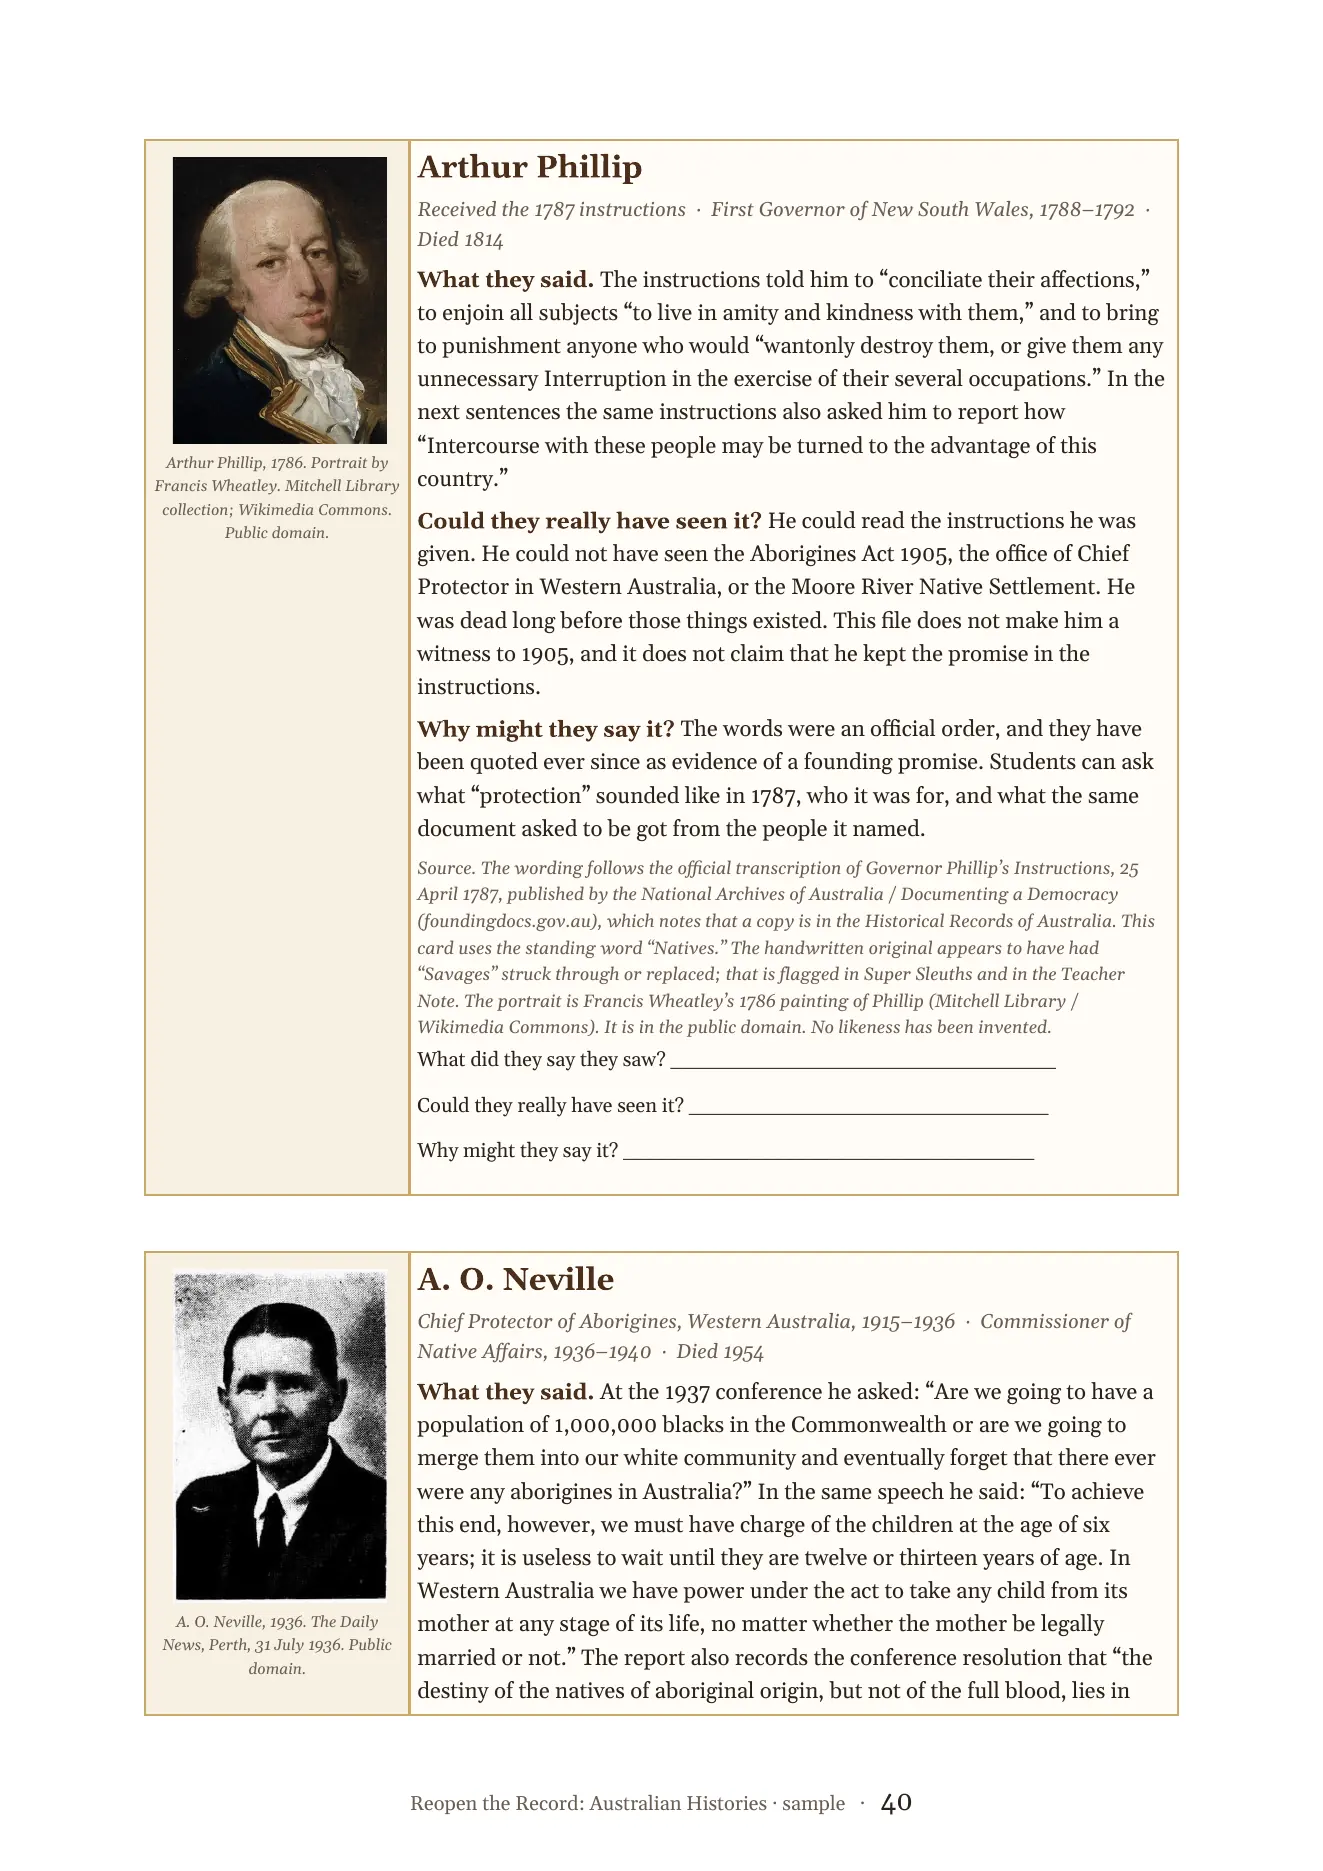 Arthur Phillip
Received the 1787 instructions · First Governor of New South Wales, 1788–1792 ·
Died 1814
What they said. The instructions told him to “conciliate their affections,”
to enjoin all subjects “to live in amity and kindness with them,” and to bring
to punishment anyone who would “wantonly destroy them, or give them any
unnecessary Interruption in the exercise of their several occupations.” In the
next sentences the same instructions also asked him to report how
“Intercourse with these people may be turned to the advantage of this
country.”
Arthur Phillip, 1786. Portrait by
Francis Wheatley. Mitchell Library
collection; Wikimedia Commons.
Public domain.
Could they really have seen it? He could read the instructions he was
given. He could not have seen the Aborigines Act 1905, the office of Chief
Protector in Western Australia, or the Moore River Native Settlement. He
was dead long before those things existed. This file does not make him a
witness to 1905, and it does not claim that he kept the promise in the
instructions.
Why might they say it? The words were an official order, and they have
been quoted ever since as evidence of a founding promise. Students can ask
what “protection” sounded like in 1787, who it was for, and what the same
document asked to be got from the people it named.
Source. The wording follows the official transcription of Governor Phillip’s Instructions, 25
April 1787, published by the National Archives of Australia / Documenting a Democracy
(foundingdocs.gov.au), which notes that a copy is in the Historical Records of Australia. This
card uses the standing word “Natives.” The handwritten original appears to have had
“Savages” struck through or replaced; that is flagged in Super Sleuths and in the Teacher
Note. The portrait is Francis Wheatley’s 1786 painting of Phillip (Mitchell Library /
Wikimedia Commons). It is in the public domain. No likeness has been invented.
What did they say they saw? ____________________________________
Could they really have seen it? __________________________________
Why might they say it? ______________________________________
A. O. Neville
Chief Protector of Aborigines, Western Australia, 1915–1936 · Commissioner of
Native Affairs, 1936–1940 · Died 1954
What they said. At the 1937 conference he asked: “Are we going to have a
population of 1,000,000 blacks in the Commonwealth or are we going to
merge them into our white community and eventually forget that there ever
were any aborigines in Australia?” In the same speech he said: “To achieve
this end, however, we must have charge of the children at the age of six
years; it is useless to wait until they are twelve or thirteen years of age. In
Western Australia we have power under the act to take any child from its
mother at any stage of its life, no matter whether the mother be legally
married or not.” The report also records the conference resolution that “the
destiny of the natives of aboriginal origin, but not of the full blood, lies in
A. O. Neville, 1936. The Daily
News, Perth, 31 July 1936. Public
domain.
Reopen the Record: Australian Histories · sample · 40